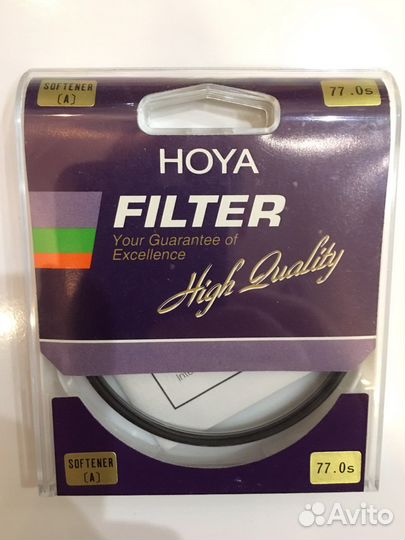 SOFTENER
(A)
77.0s
HOYA
FILTER
Your Guarantee of
Excellence
High Quality
SOFTENER
(A)
77.0s
Avito